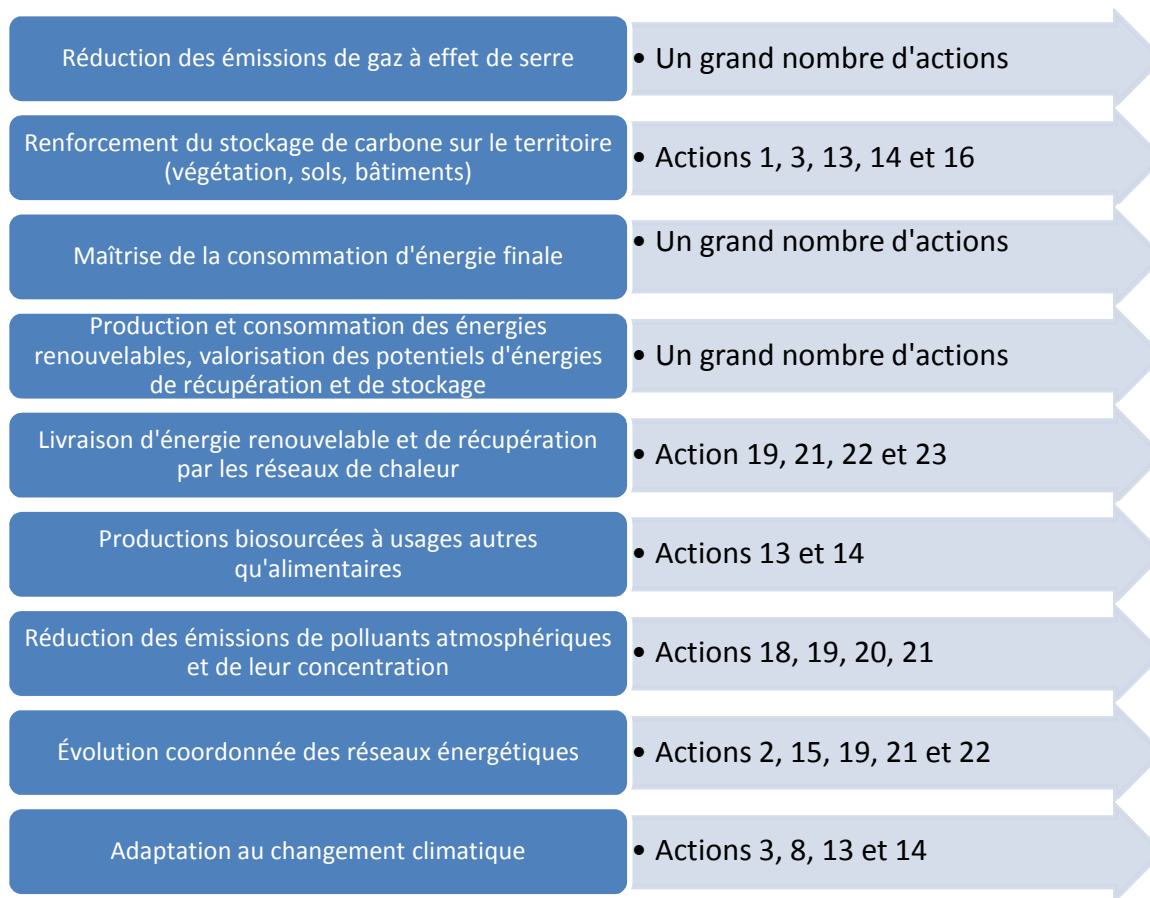 Réduction des émissions de gaz à effet de serre
• Un grand nombre d'actions
Renforcement du stockage de carbone sur le territoire
(végétation, sols, bâtiments)
• Actions 1, 3, 13, 14 et 16
Maîtrise de la consommation d'énergie finale
• Un grand nombre d'actions
Production et consommation des énergies
renouvelables, valorisation des potentiels d'énergies
de récupération et de stockage
• Un grand nombre d'actions
Livraison d'énergie renouvelable et de récupération
par les réseaux de chaleur
• Action 19, 21, 22 et 23
Productions biosourcées à usages autres
qu'alimentaires
• Actions 13 et 14
Réduction des émissions de polluants atmosphériques
et de leur concentration
• Actions 18, 19, 20, 21
Évolution coordonnée des réseaux énergétiques
• Actions 2, 15, 19, 21 et 22
Adaptation au changement climatique
• Actions 3, 8, 13 et 14